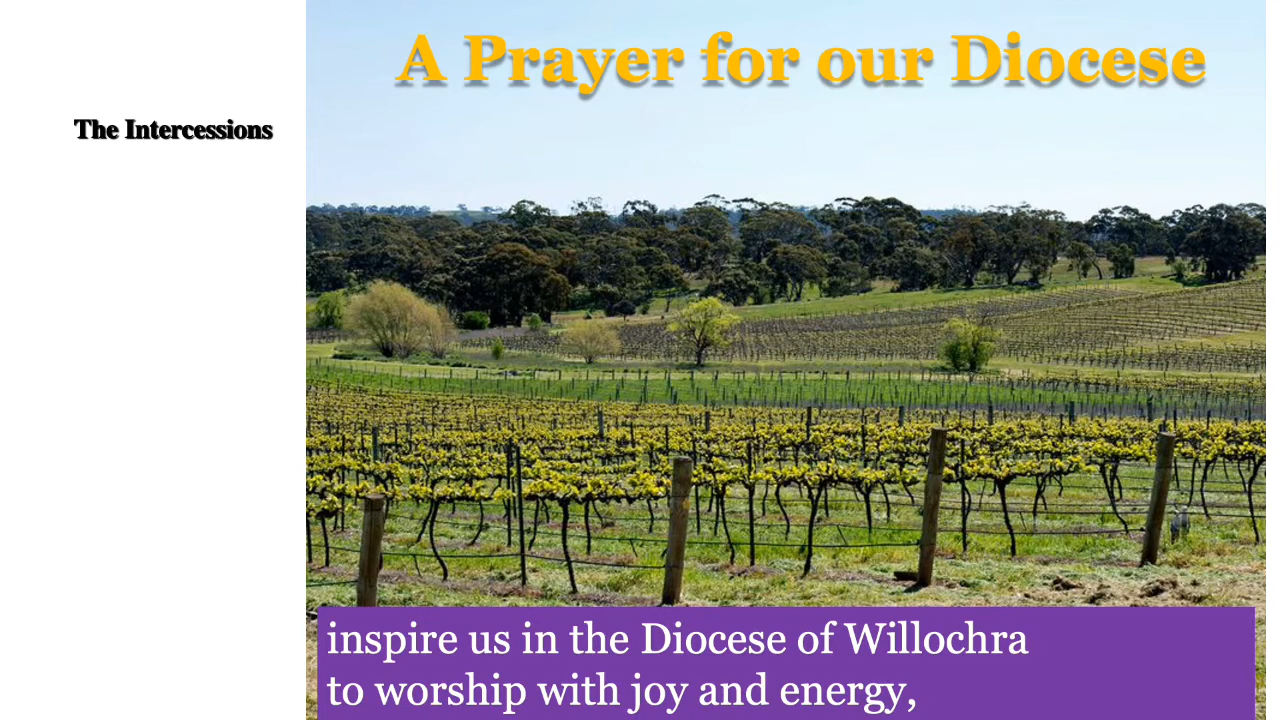 A Prayer for our Diocese
The Intercessions
inspire us in the Diocese of Willochra
to worship with joy and energy,